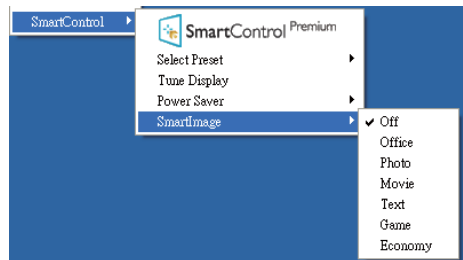 SmartControl
SmartControl Premium
Select Preset
Tune Display
Power Saver
SmartImage
Off
Office
Photo
Movie
Text
Game
Economy